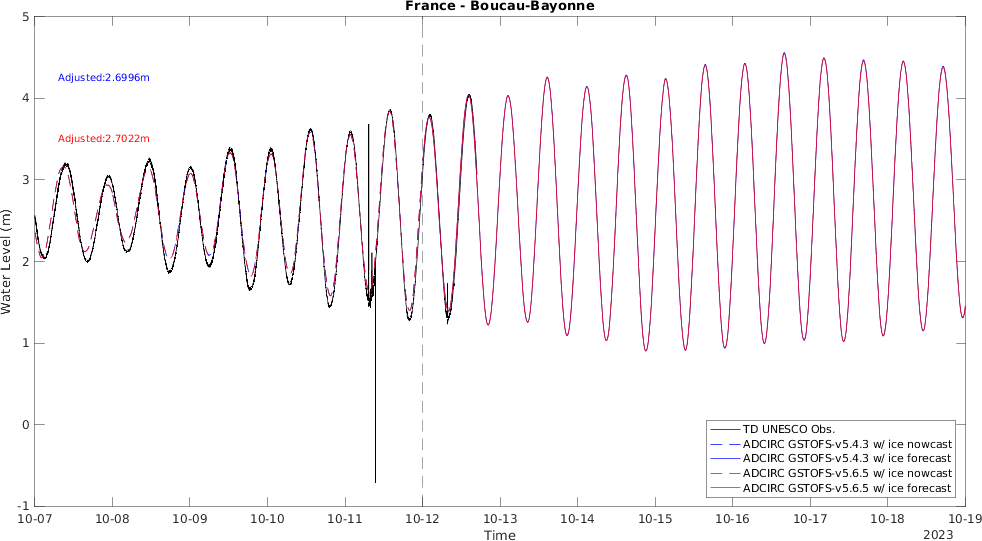 France - Boucau-Bayonne
5
4
3
2
1
0
-1
Water Level (m)
Adjusted:2.6996m
Adjusted:2.7022m
TD UNESCO Obs.
ADCIRC GSTOFS-v5.4.3 w/ ice nowcast
ADCIRC GSTOFS-v5.4.3 w/ ice forecast
ADCIRC GSTOFS-v5.6.5 w/ ice nowcast
ADCIRC GSTOFS-v5.6.5 w/ ice forecast
10-07 10-08 10-09 10-10 10-11 10-12 10-13 10-14 10-15 10-16 10-17 10-18 10-19
Time
2023